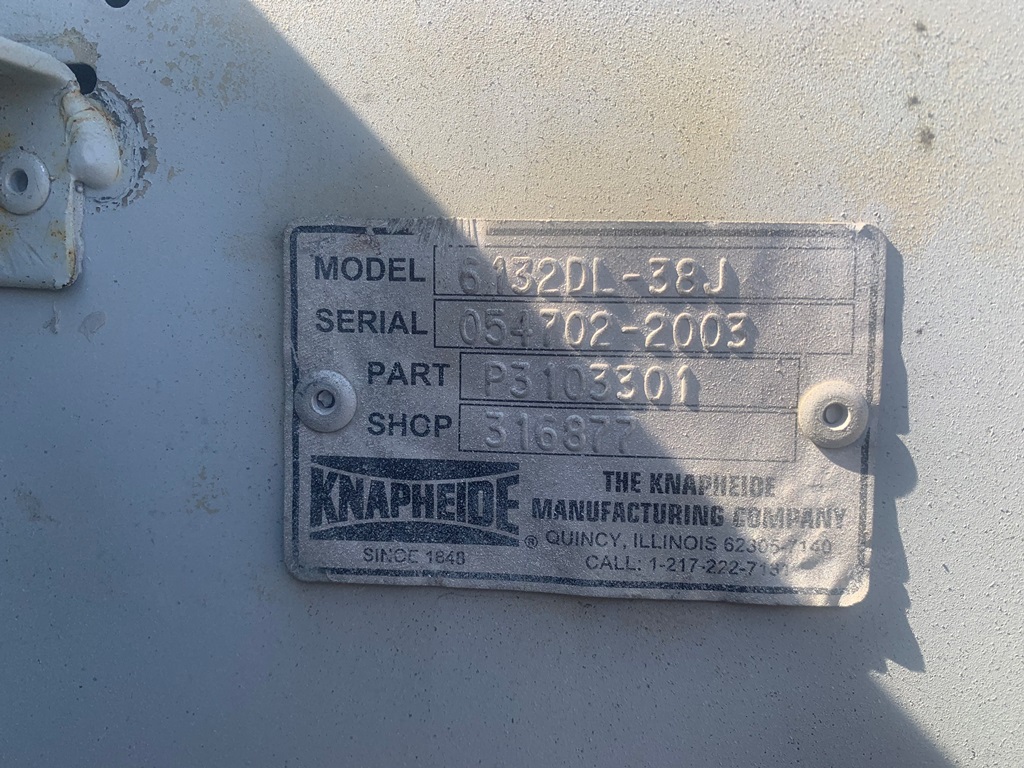 MODEL 6132DL-38J
SERIAL 054702-2003
PART P3103301
SHOP 316877
KNAPHEIDE ®
SINCE 1848
THE KNAPHEIDE
MANUFACTURING COMPANY
QUINCY, ILLINOIS 62305-7140
CALL: